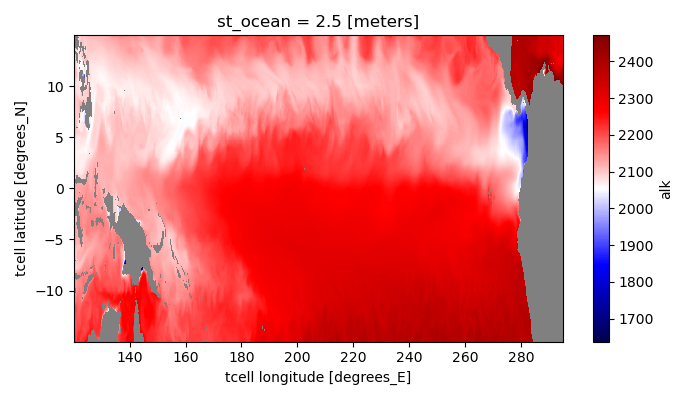 st_ocean = 2.5 [meters]
10
5
0
−5
−10
tcell latitude [degrees_N]
140 160 180 200 220 240 260 280
tcell longitude [degrees_E]
2400
2300
2200
2100
2000
1900
1800
1700
alk